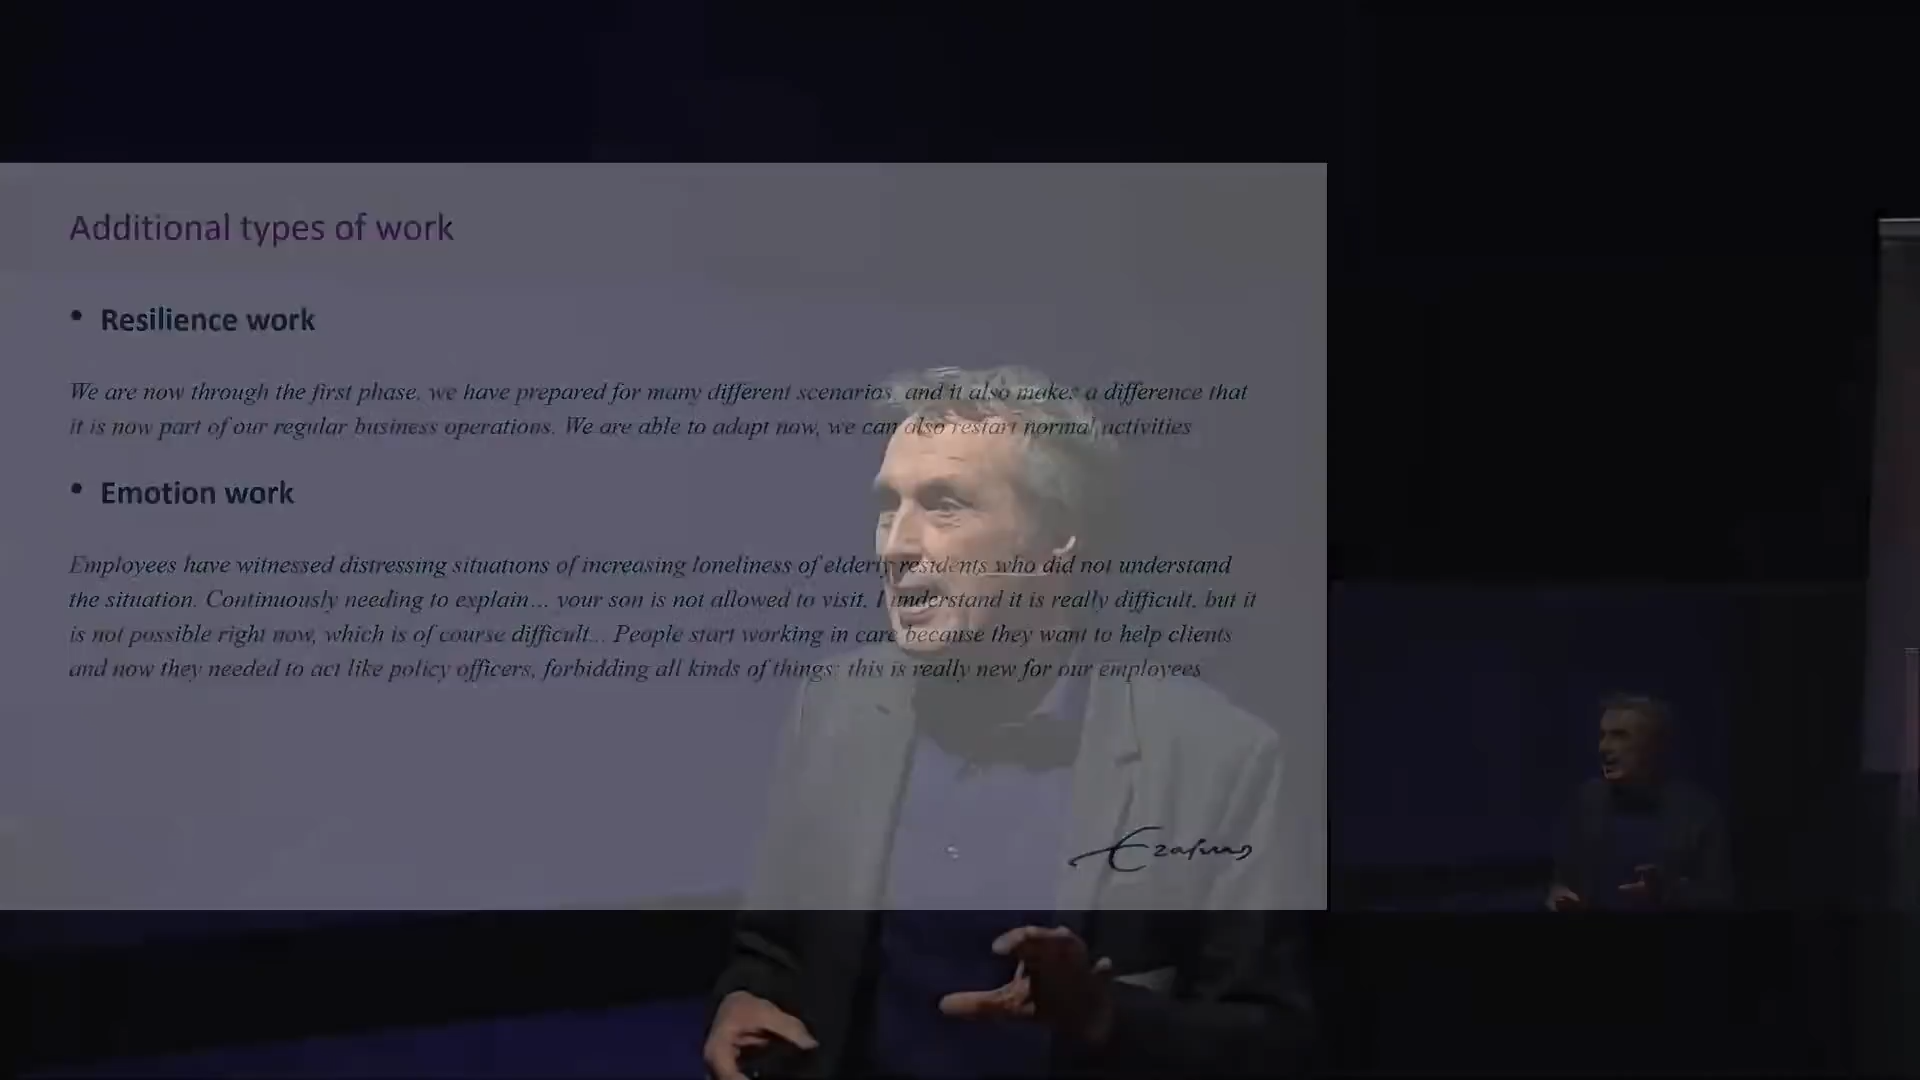 Additional types of work
• Resilience work
We are now through the first phase, we have prepared for many different scenarios, and it also makes a difference that
it is now part of our regular business operations. We are able to adapt now, we can also restart normal activities
• Emotion work
Employees have witnessed distressing situations of increasing loneliness of elderly residents who did not understand
the situation. Continuously needing to explain... your son is not allowed to visit, I understand it is really difficult, but it
is not possible right now, which is of course difficult... People start working in care because they want to help clients
and now they needed to act like policy officers, forbidding all kinds of things; this is really new for our employees
Erasmus